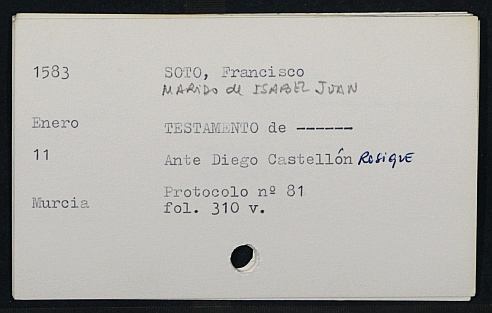 1583 SOTO, Francisco
MARIDO de ISABEL JUAN
Enero TESTAMENTO de ------
11 Ante Diego Castellón ROSIQUE
Protocolo nº 81
Murcia fol. 310 v.